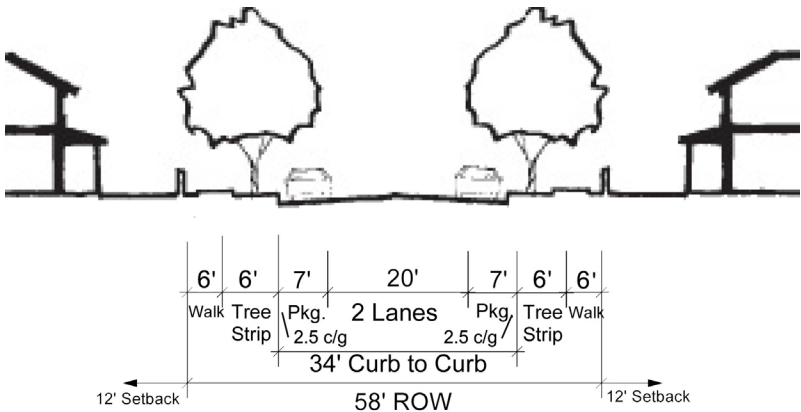 6' 6' 7' 20' 7' 6' 6'
Walk Tree Strip Pkg. 2 Lanes Pkg. Tree Strip Walk
2.5 c/g 2.5 c/g
34' Curb to Curb
12' Setback 58' ROW 12' Setback